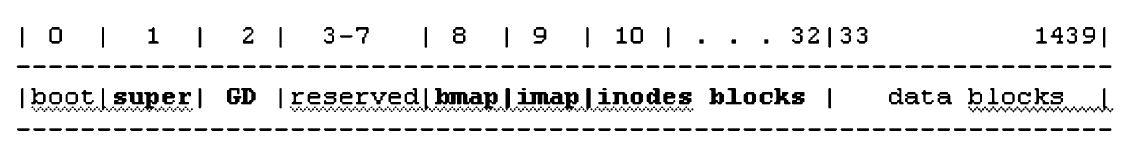 | 0 | 1 | 2 | 3-7 | 8 | 9 | 10 | . . . 32|33 1439|
----------------------------------------------------------------------
|boot|super| GD |reserved|bmap|imap|inodes blocks | data blocks |
----------------------------------------------------------------------